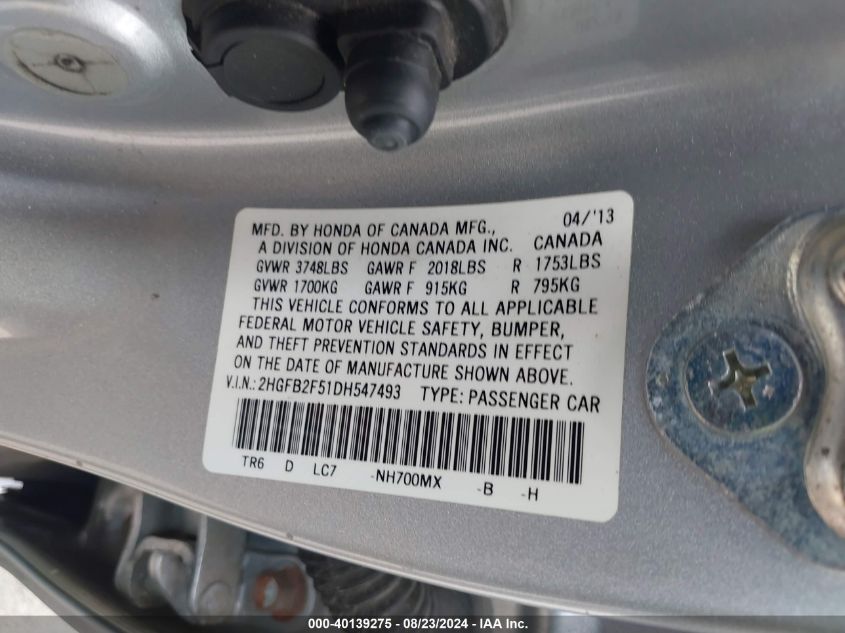 MFD. BY HONDA OF CANADA MFG., 04/'13
A DIVISION OF HONDA CANADA INC. CANADA
GVWR 3748LBS GAWR F 2018LBS R 1753LBS
GVWR 1700KG GAWR F 915KG R 795KG
THIS VEHICLE CONFORMS TO ALL APPLICABLE
FEDERAL MOTOR VEHICLE SAFETY, BUMPER,
AND THEFT PREVENTION STANDARDS IN EFFECT
ON THE DATE OF MANUFACTURE SHOWN ABOVE.
V.I.N.: 2HGFB2F51DH547493 TYPE: PASSENGER CAR
TR6 D LC7 -NH700MX -B -H
000-40139275 - 08/23/2024 - IAA Inc.